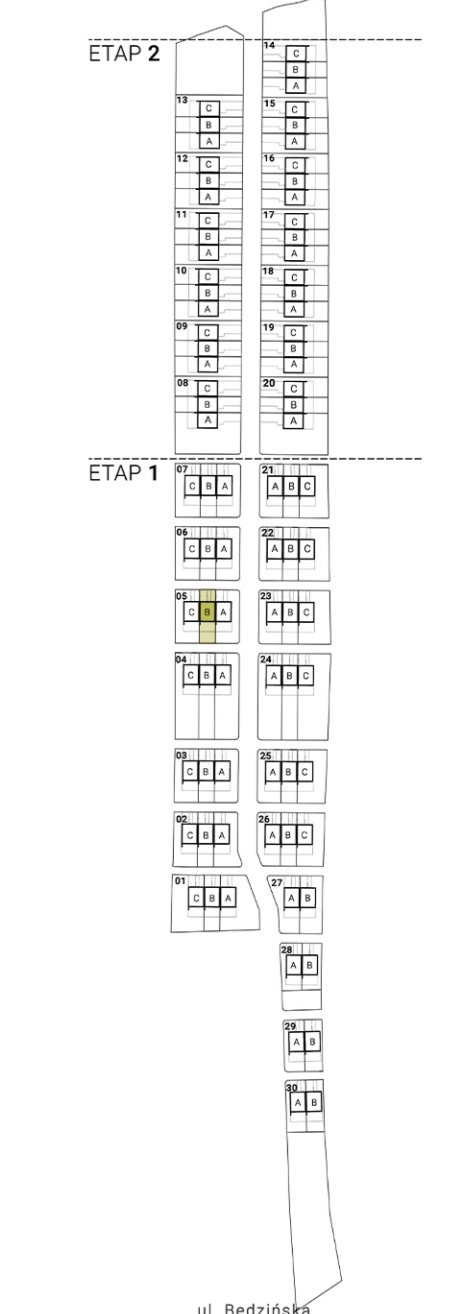 ETAP 2
14
C
B
A
13
C
B
A
15
C
B
A
12
C
B
A
16
C
B
A
11
C
B
A
17
C
B
A
10
C
B
A
18
C
B
A
09
C
B
A
19
C
B
A
08
C
B
A
20
C
B
A
ETAP 1
07
C B A
21
A B C
06
C B A
22
A B C
05
C B A
23
A B C
04
C B A
24
A B C
03
C B A
25
A B C
02
C B A
26
A B C
01
C B A
27
A B
28
A B
29
A B
30
A B
ul. Będzińska